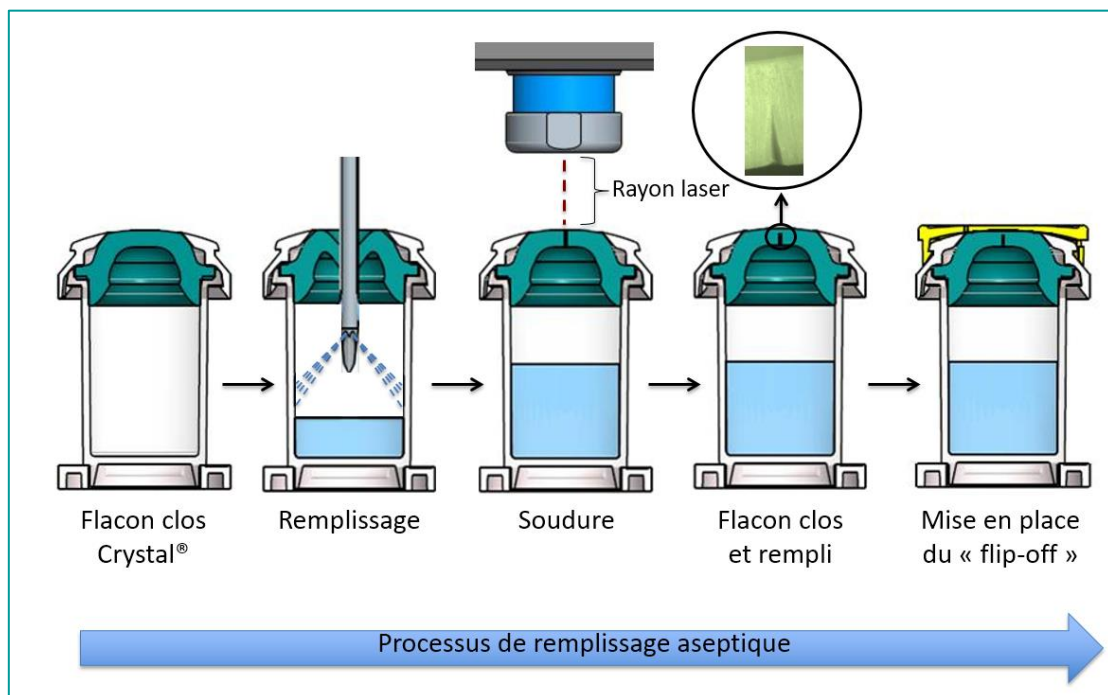 Rayon laser
Flacon clos
Crystal®
Remplissage
Soudure
Flacon clos
et rempli
Mise en place
du « flip-off »
Processus de remplissage aseptique